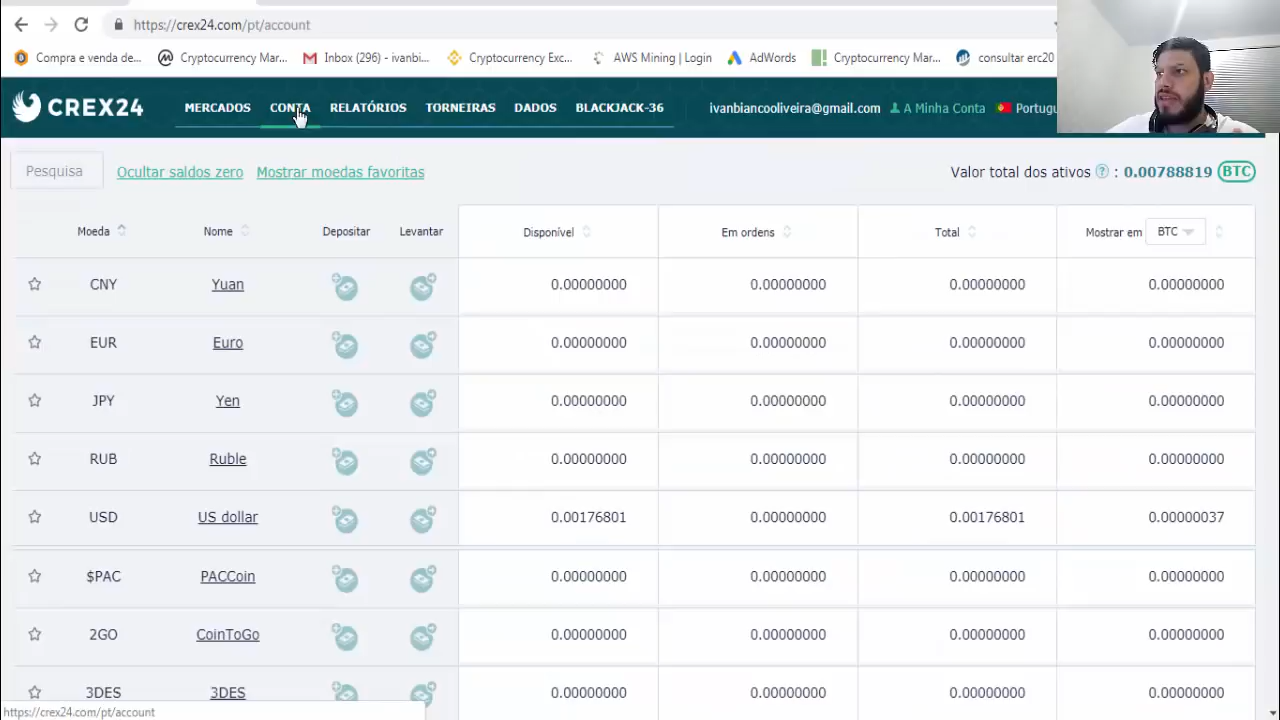 https://crex24.com/pt/account
Compra e venda de... Cryptocurrency Mar... Inbox (296) - ivanbi... Cryptocurrency Exc... AWS Mining | Login AdWords Cryptocurrency Mar... consultar erc20
CREX24 MERCADOS CONTA RELATÓRIOS TORNEIRAS DADOS BLACKJACK-36 ivanbiancooliveira@gmail.com A Minha Conta Portugu
Pesquisa Ocultar saldos zero Mostrar moedas favoritas Valor total dos ativos ? : 0.00788819 BTC
Moeda Nome Depositar Levantar Disponível Em ordens Total Mostrar em BTC
CNY Yuan 0.00000000 0.00000000 0.00000000 0.00000000
EUR Euro 0.00000000 0.00000000 0.00000000 0.00000000
JPY Yen 0.00000000 0.00000000 0.00000000 0.00000000
RUB Ruble 0.00000000 0.00000000 0.00000000 0.00000000
USD US dollar 0.00176801 0.00000000 0.00176801 0.00000037
$PAC PACCoin 0.00000000 0.00000000 0.00000000 0.00000000
2GO CoinToGo 0.00000000 0.00000000 0.00000000 0.00000000
3DES 3DES 0.00000000 0.00000000 0.00000000 0.00000000
https://crex24.com/pt/account